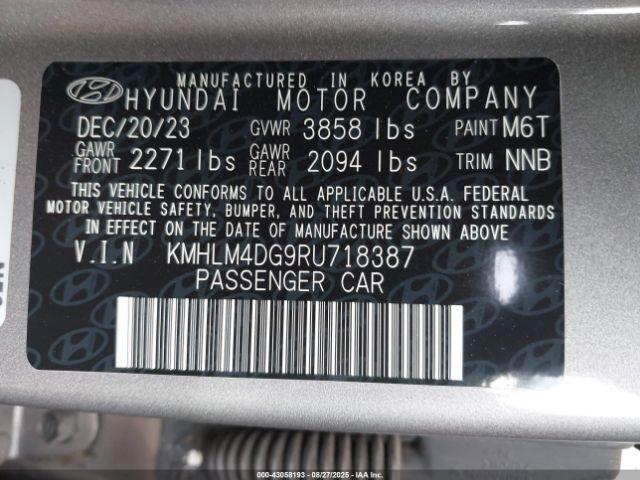 MANUFACTURED IN KOREA BY
HYUNDAI MOTOR COMPANY
DEC/20/23 GVWR 3858 lbs PAINT M6T
GAWR FRONT 2271 lbs GAWR REAR 2094 lbs TRIM NNB
THIS VEHICLE CONFORMS TO ALL APPLICABLE U.S.A. FEDERAL
MOTOR VEHICLE SAFETY, BUMPER, AND THEFT PREVENTION STANDARDS
IN EFFECT ON THE DATE OF MANUFACTURE SHOWN ABOVE
V.I.N KMHLM4DG9RU718387
PASSENGER CAR
© 00-43058193 - 08/27/2025 - IAA Inc.